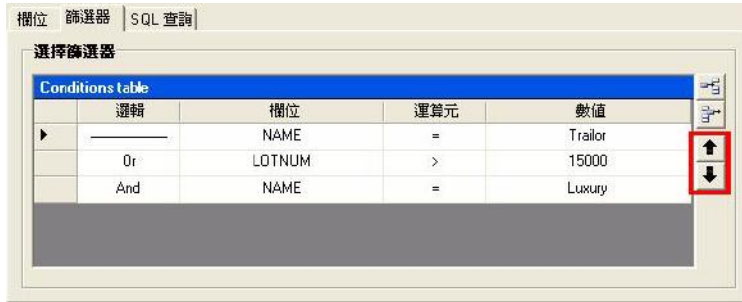 欄位 篩選器 SQL 查詢
選擇篩選器
Conditions table
邏輯 欄位 運算元 數值
NAME = Trailor
Or LOTNUM > 15000
And NAME = Luxury